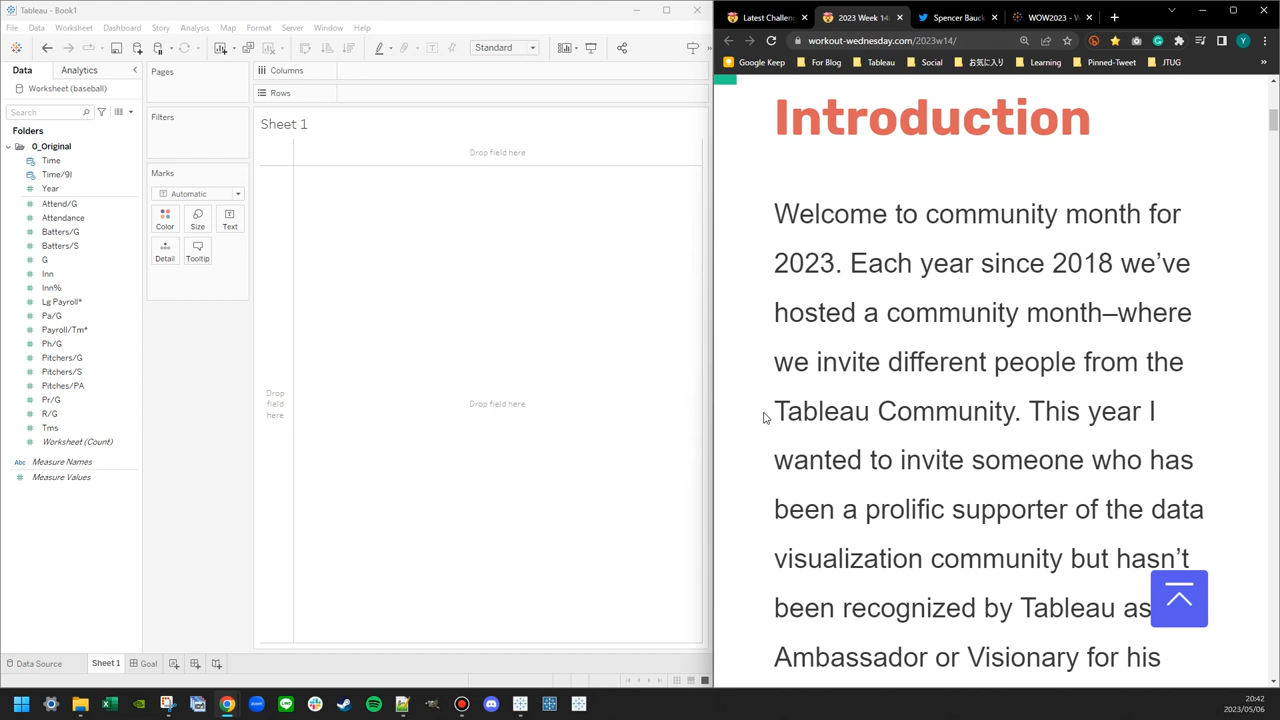 Tableau - Book1
File Data Worksheet Dashboard Story Analysis Map Format Server Window Help
Standard
Data Analytics
Worksheet (baseball)
Search
Folders
0_Original
Time
Time/9I
Year
Attend/G
Attendance
Batters/G
Batters/S
G
Inn
Inn%
Lg Payroll*
Pa/G
Payroll/Tm*
Ph/G
Pitchers/G
Pitchers/S
Pitches/PA
Pr/G
R/G
Tms
Worksheet (Count)
Abc Measure Names
Measure Values
Pages
Filters
Marks
Automatic
Color Size Text
Detail Tooltip
Columns
Rows
Sheet 1
Drop field here
Drop
field
here
Drop field here
Data Source Sheet 1 Goal
Latest Challen 2023 Week 14: Spencer Bauck WOW2023 - W
workout-wednesday.com/2023w14/
Google Keep For Blog Tableau Social お気に入り Learning Pinned-Tweet JTUG »
Introduction
Welcome to community month for
2023. Each year since 2018 we've
hosted a community month–where
we invite different people from the
Tableau Community. This year I
wanted to invite someone who has
been a prolific supporter of the data
visualization community but hasn't
been recognized by Tableau as
Ambassador or Visionary for his
20:42
2023/05/06